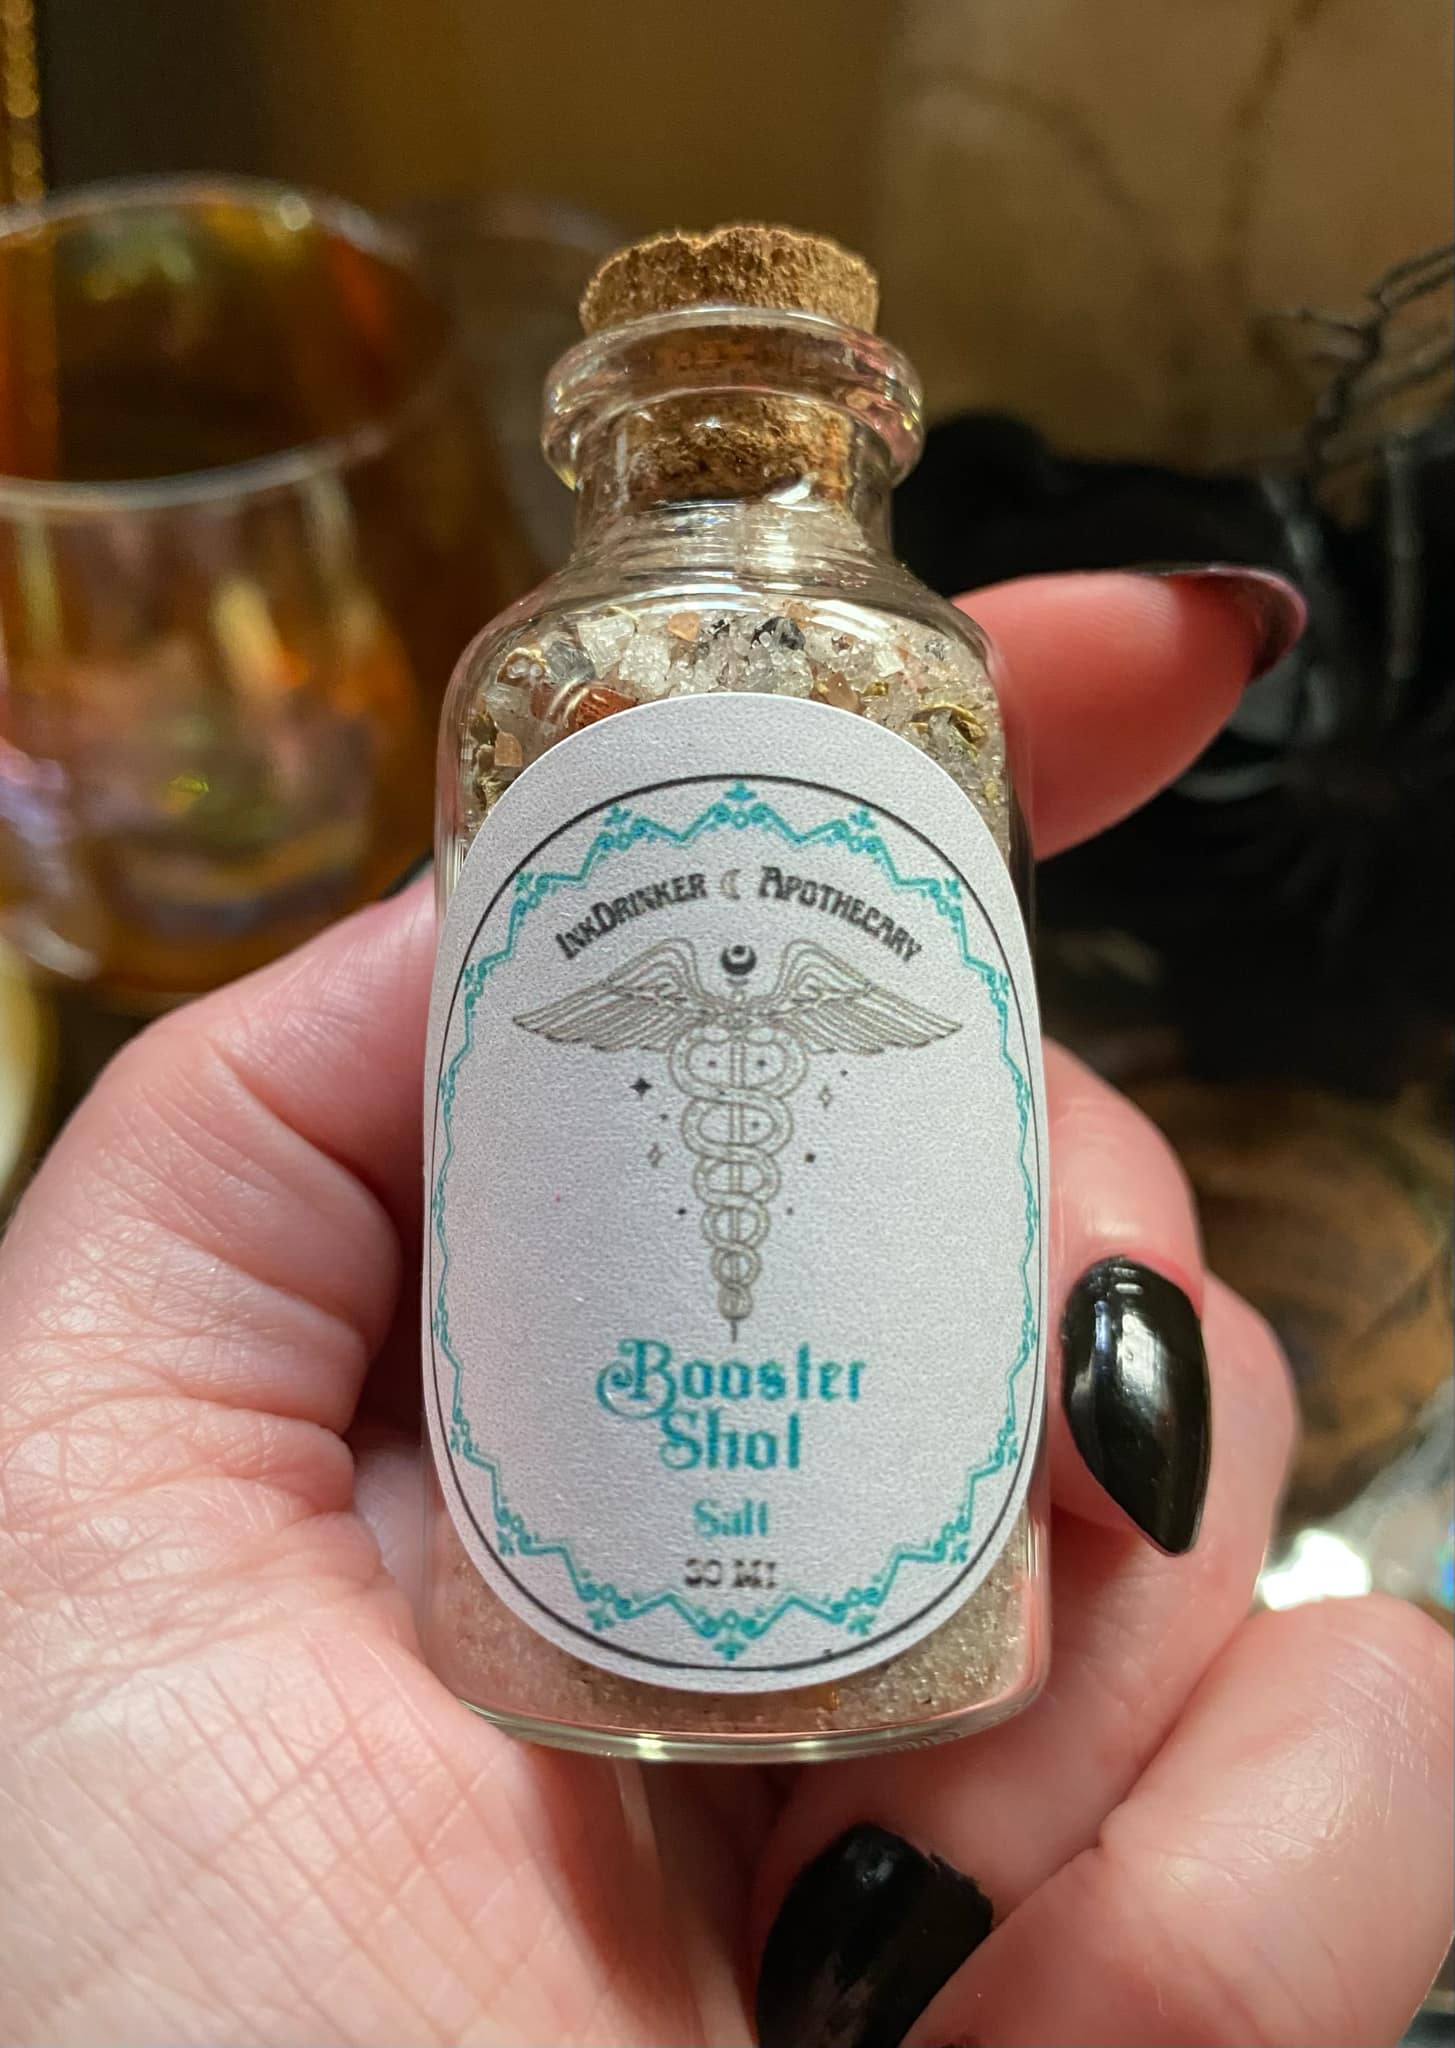 InkDrinker Apothecary
Booster
Shot
Salt
30 Ml